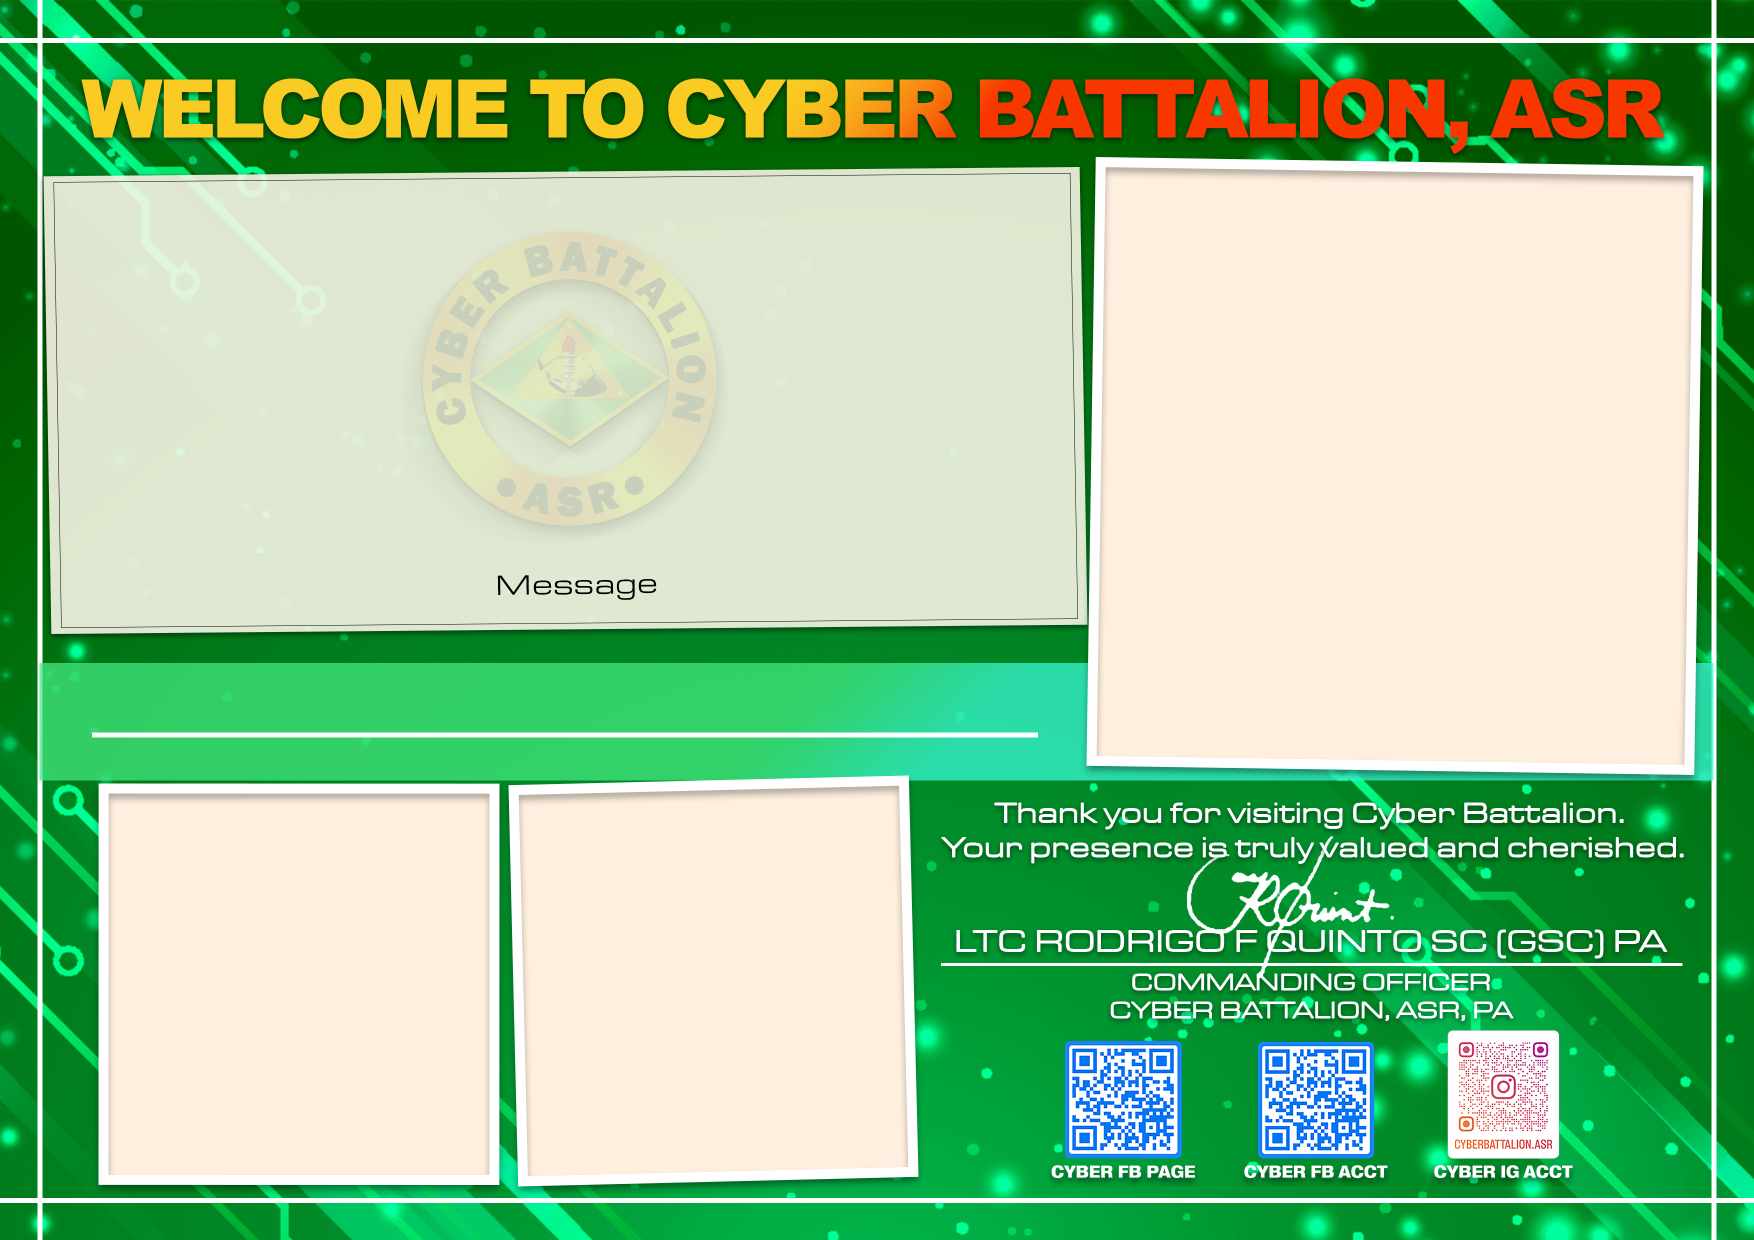 WELCOME TO CYBER BATTALION, ASR
CYBER BATTALION
• ASR •
Message
Thank you for visiting Cyber Battalion.
Your presence is truly valued and cherished.
LTC RODRIGO F QUINTO SC (GSC) PA
COMMANDING OFFICER
CYBER BATTALION, ASR, PA
CYBERBATTALION.ASR
CYBER FB PAGE
CYBER FB ACCT
CYBER IG ACCT